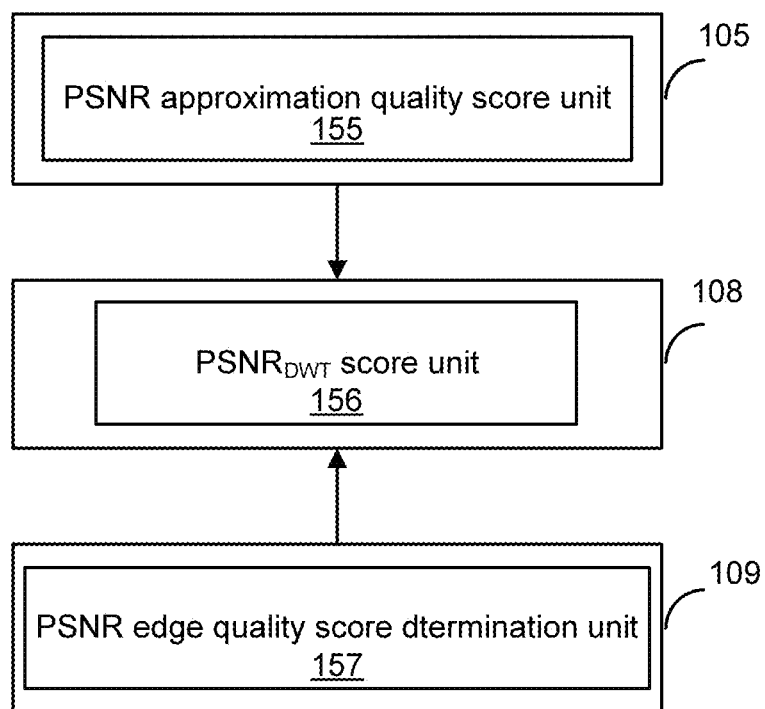 105
PSNR approximation quality score unit
155
108
PSNRDWT score unit
156
109
PSNR edge quality score dtermination unit
157